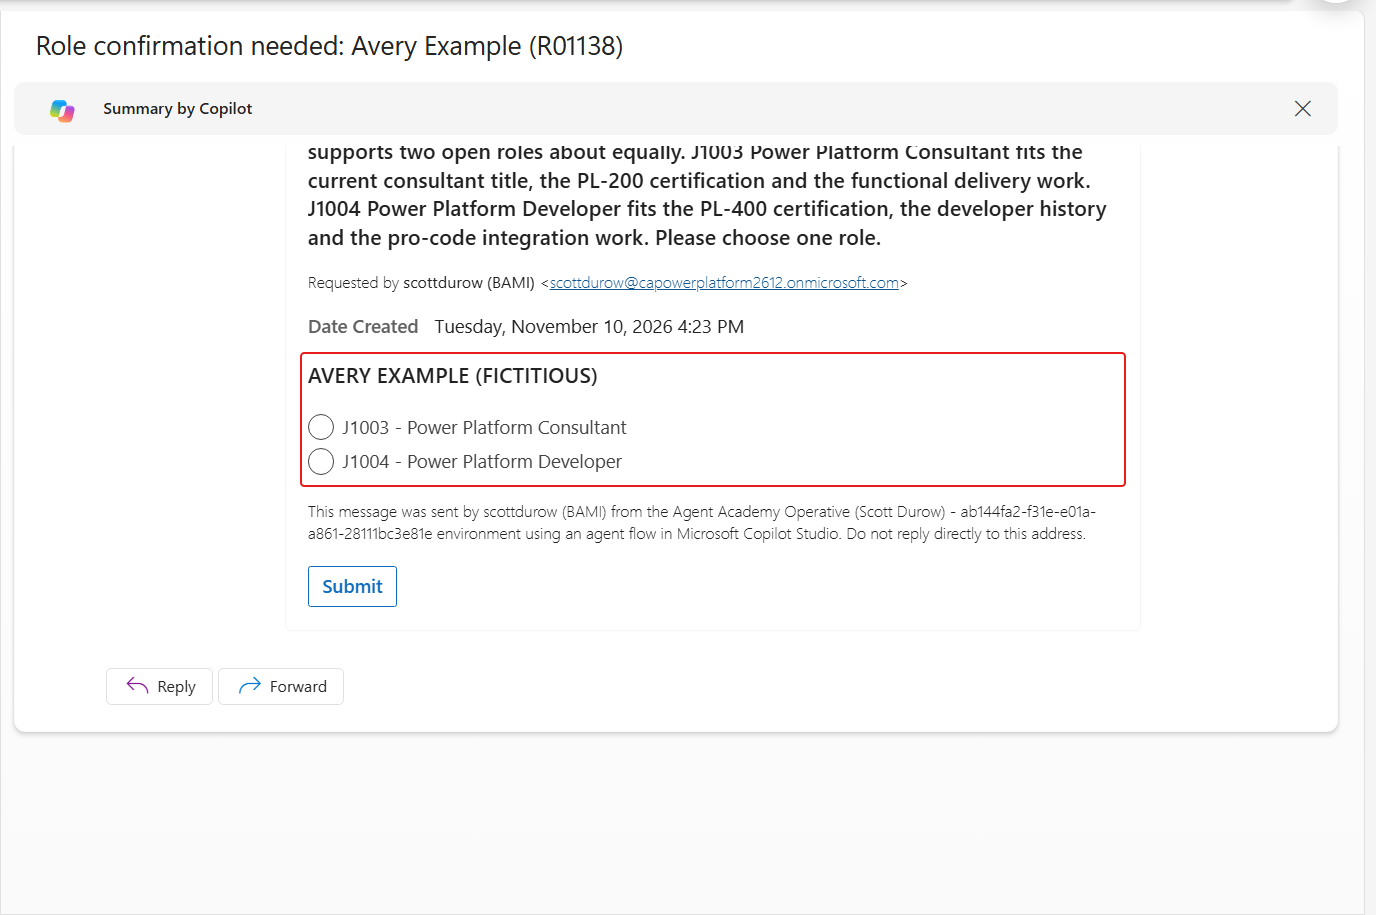 Role confirmation needed: Avery Example (R01138)
Summary by Copilot
supports two open roles about equally. J1003 Power Platform Consultant fits the
current consultant title, the PL-200 certification and the functional delivery work.
J1004 Power Platform Developer fits the PL-400 certification, the developer history
and the pro-code integration work. Please choose one role.
Requested by scottdurow (BAMI) <scottdurow@capowerplatform2612.onmicrosoft.com>
Date Created Tuesday, November 10, 2026 4:23 PM
AVERY EXAMPLE (FICTITIOUS)
J1003 - Power Platform Consultant
J1004 - Power Platform Developer
This message was sent by scottdurow (BAMI) from the Agent Academy Operative (Scott Durow) - ab144fa2-f31e-e01a-
a861-28111bc3e81e environment using an agent flow in Microsoft Copilot Studio. Do not reply directly to this address.
Submit
Reply
Forward